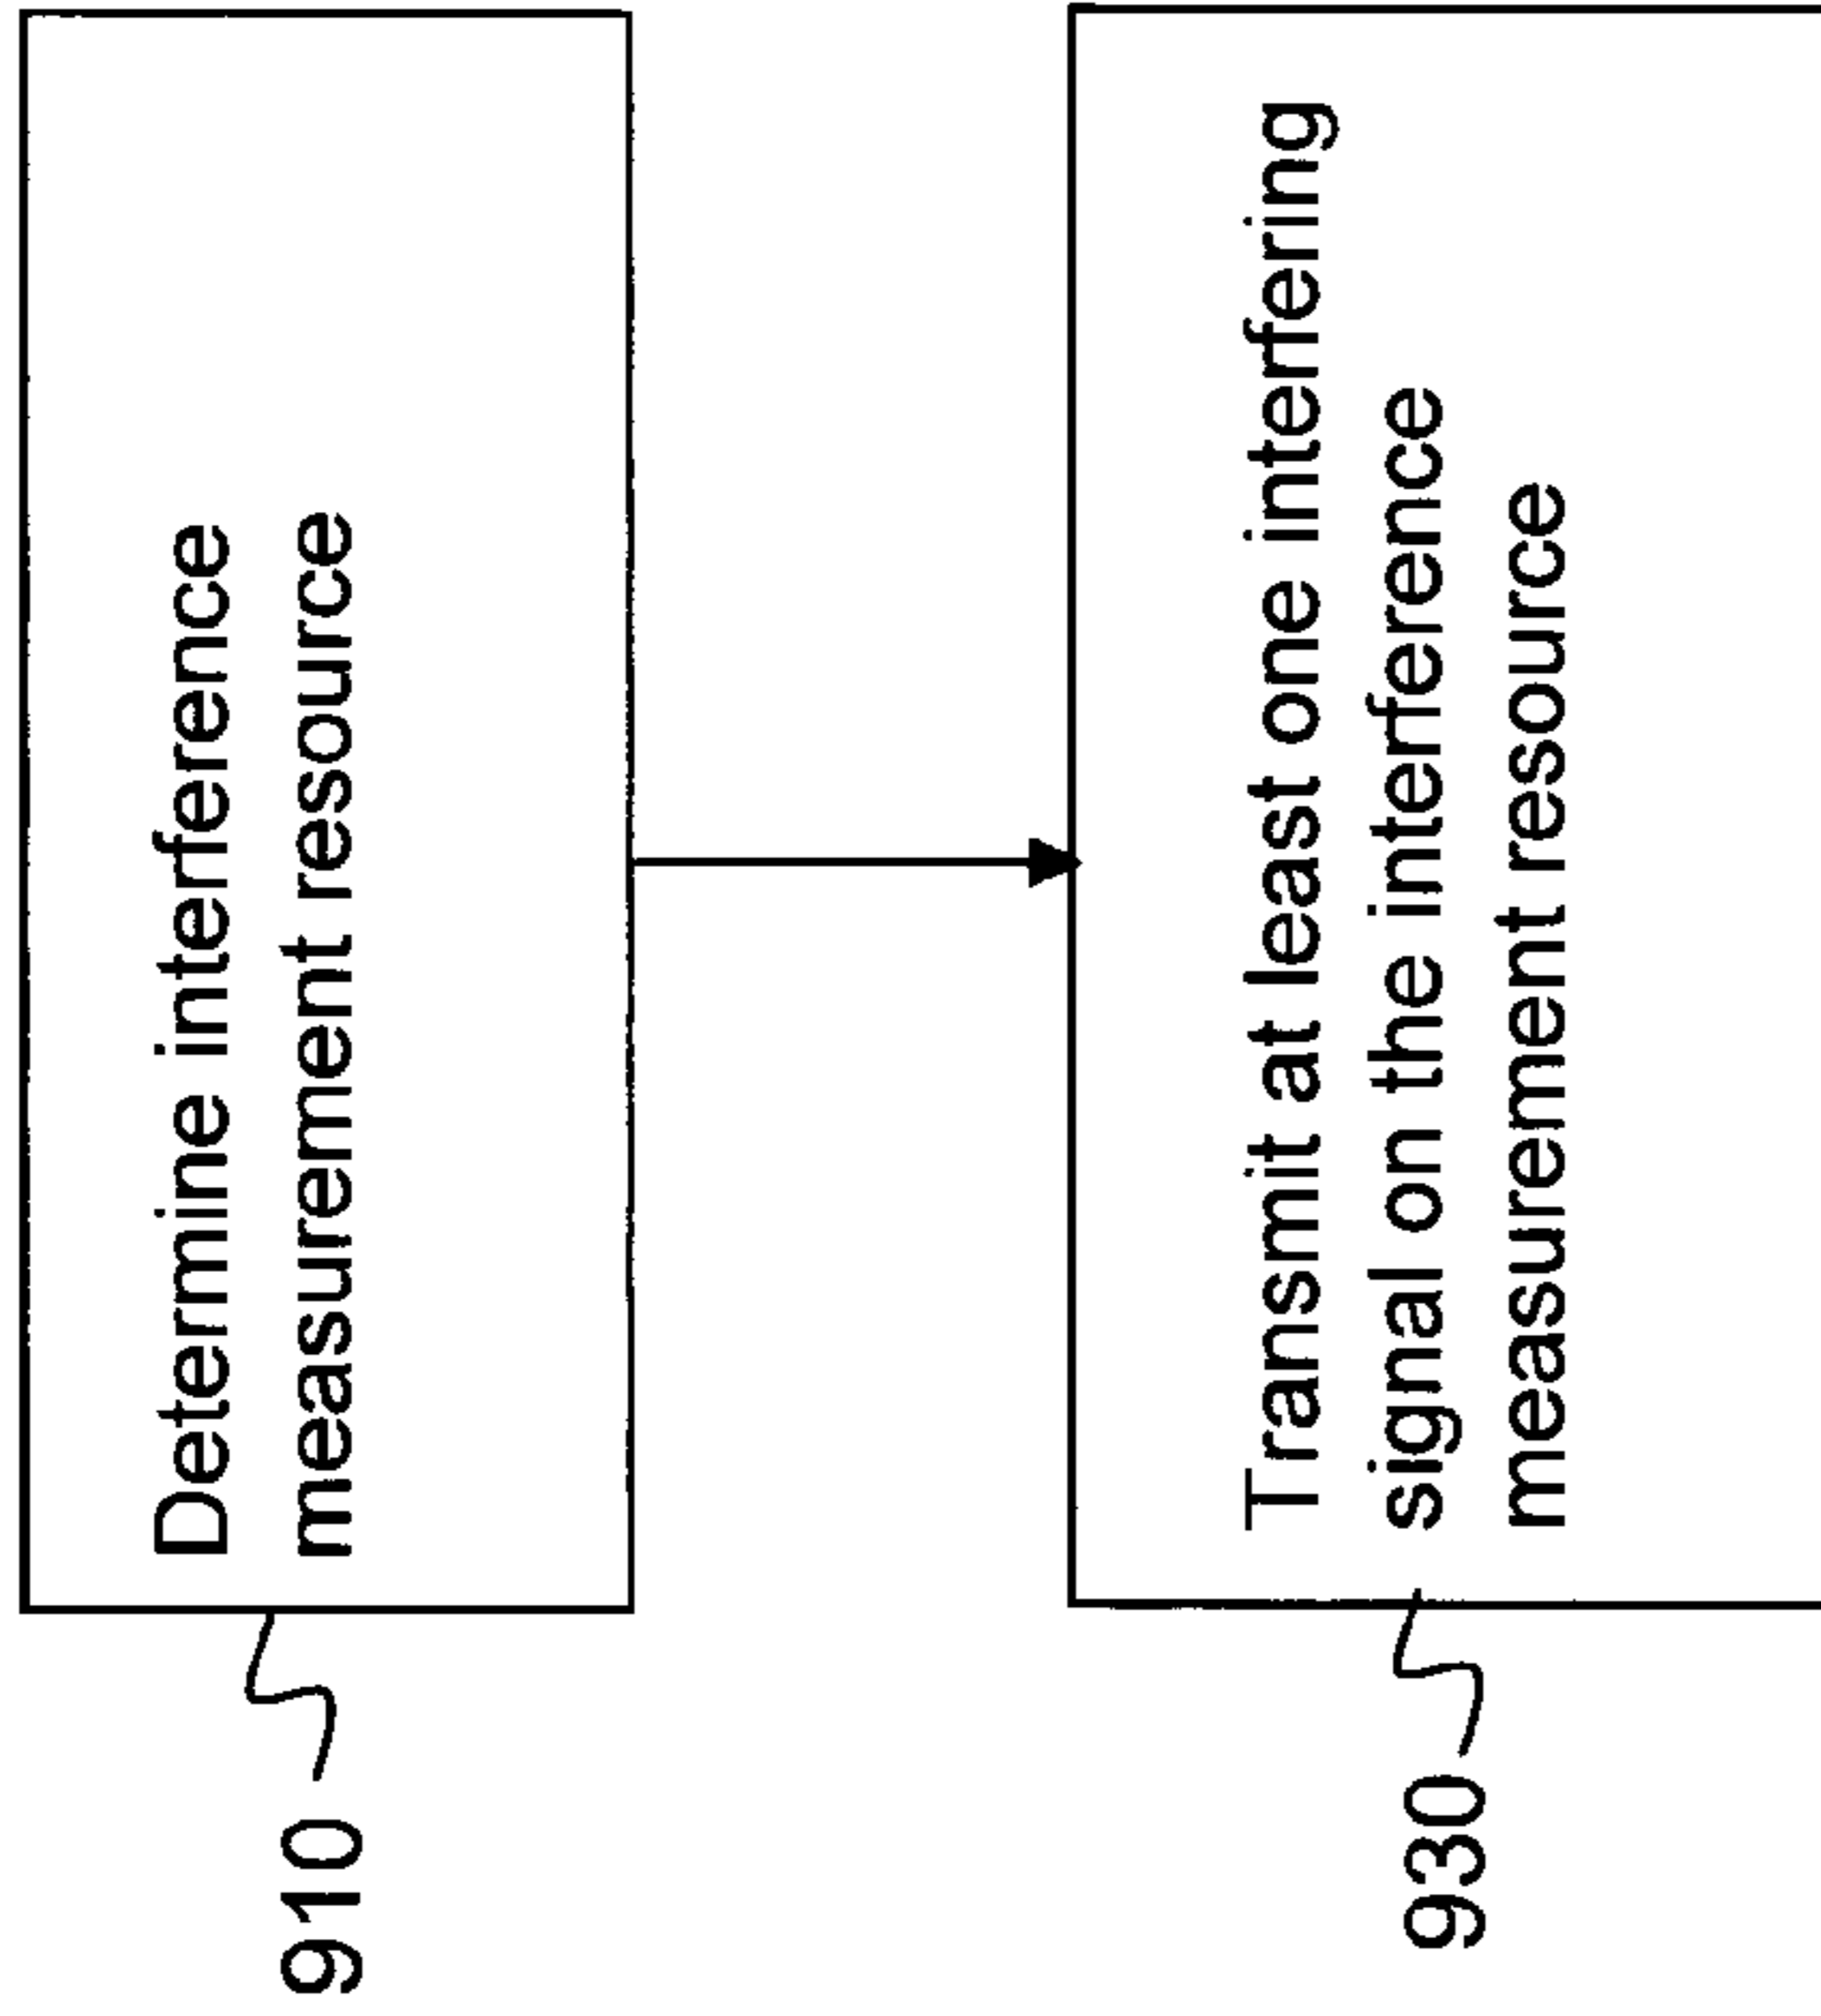 910
Determine interference
measurement resource
930
Transmit at least one interfering
signal on the interference
measurement resource